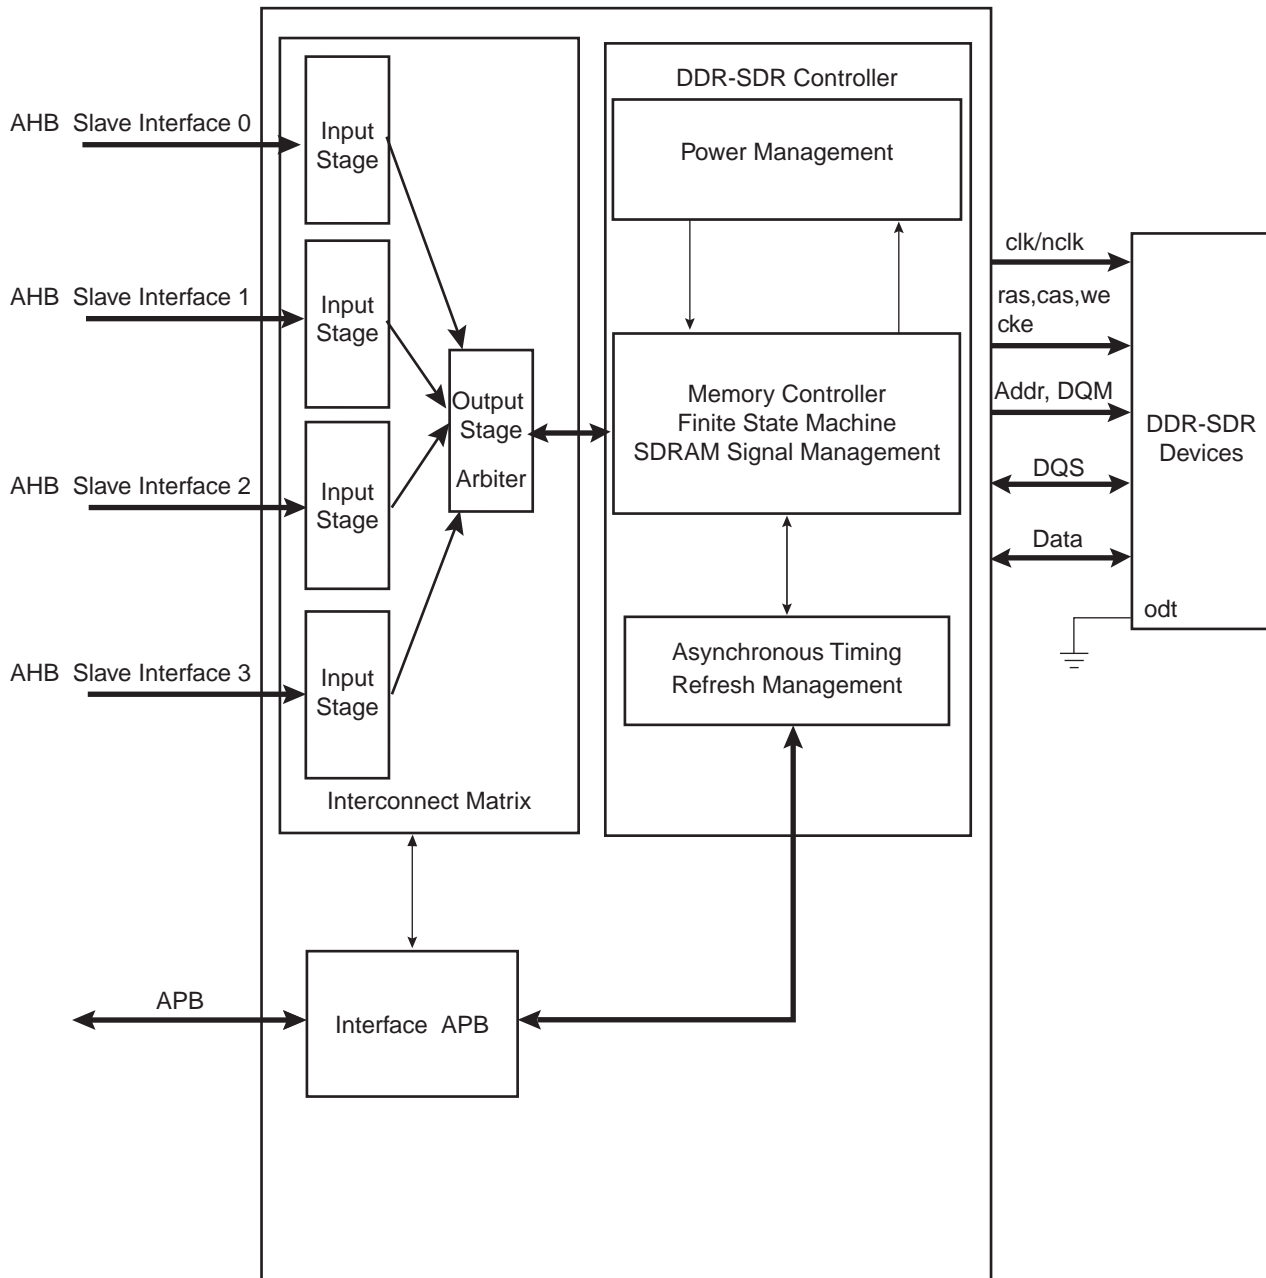 DDR-SDR Controller
AHB Slave Interface 0
Input
Stage
Power Management
AHB Slave Interface 1
Input
Stage
clk/nclk
ras,cas,we
cke
Addr, DQM
DQS
Data
DDR-SDR
Devices
odt
Output
Stage
Arbiter
Memory Controller
Finite State Machine
SDRAM Signal Management
AHB Slave Interface 2
Input
Stage
AHB Slave Interface 3
Input
Stage
Asynchronous Timing
Refresh Management
Interconnect Matrix
APB
Interface APB